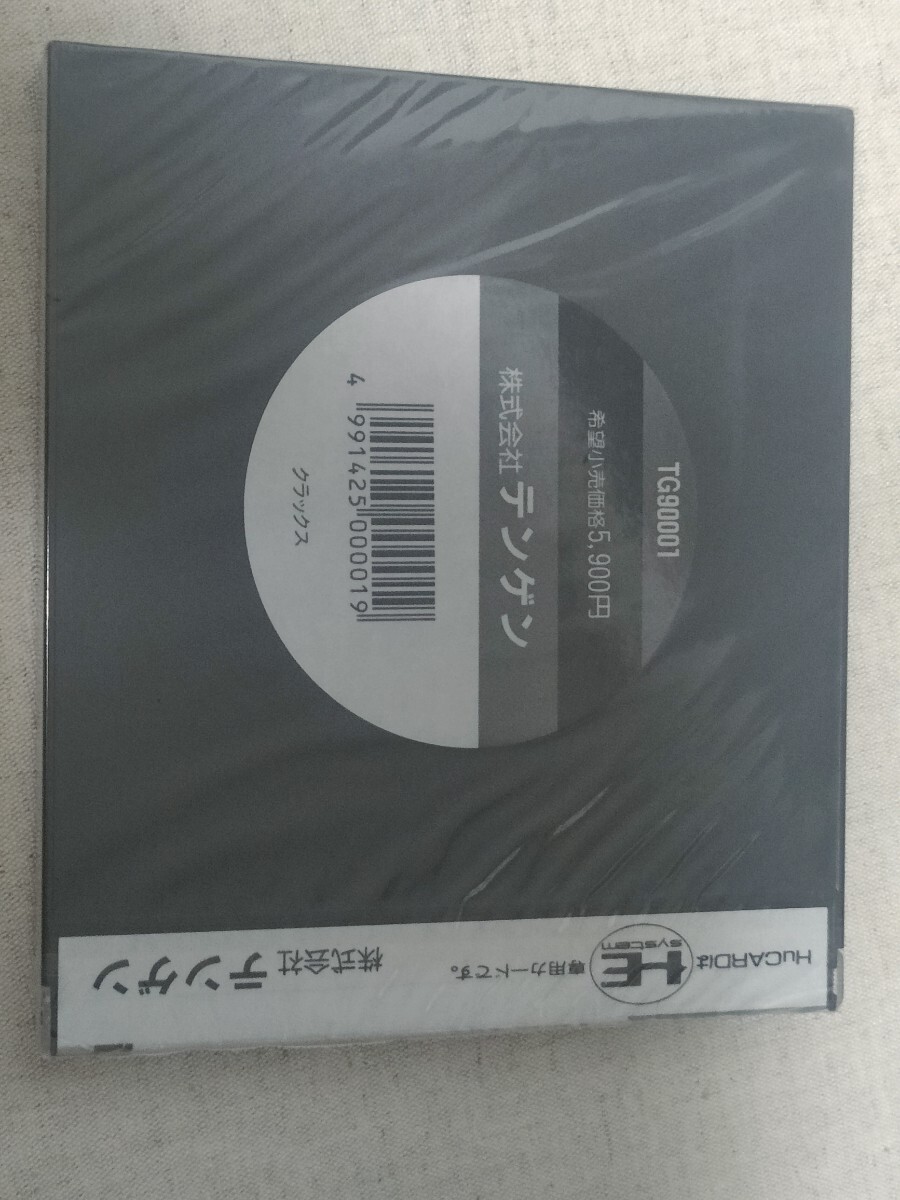 TG90001
希望小売価格5,900円
株式会社 テンゲン
4 991425 000019
クラックス
HuCARDは HE system 専用カードです。
株式会社 テンゲン